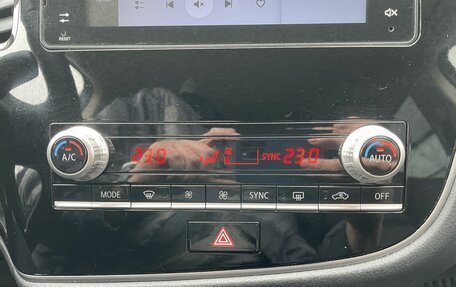 RESET
23.0 SYNC 23.0
A/C AUTO
MODE SYNC OFF